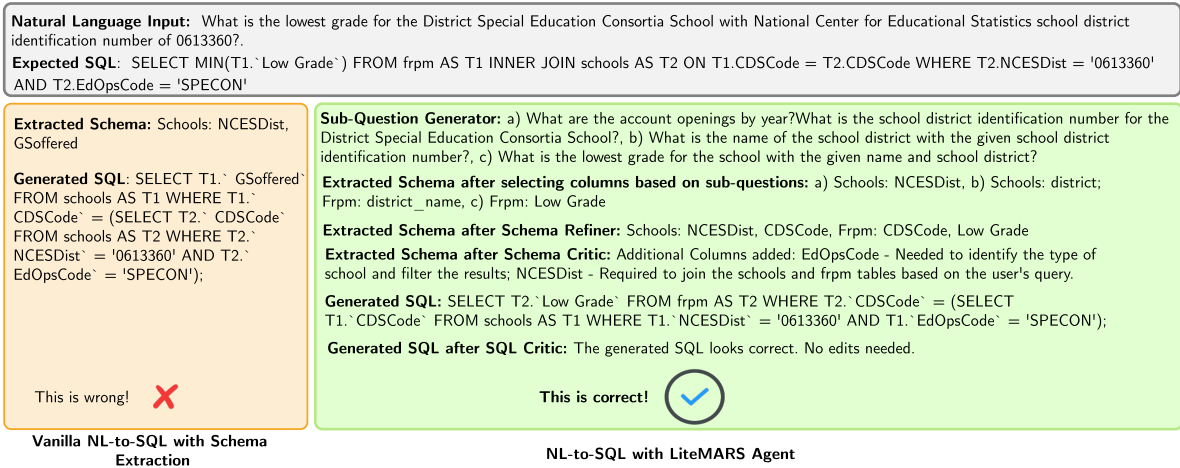 Natural Language Input: What is the lowest grade for the District Special Education Consortia School with National Center for Educational Statistics school district
identification number of 0613360?.
Expected SQL: SELECT MIN(T1.`Low Grade`) FROM frpm AS T1 INNER JOIN schools AS T2 ON T1.CDSCode = T2.CDSCode WHERE T2.NCESDist = '0613360'
AND T2.EdOpsCode = 'SPECON'
Extracted Schema: Schools: NCESDist,
GSoffered
Generated SQL: SELECT T1.` GSoffered`
FROM schools AS T1 WHERE T1.`
CDSCode` = (SELECT T2.` CDSCode`
FROM schools AS T2 WHERE T2.`
NCESDist` = '0613360' AND T2.`
EdOpsCode` = 'SPECON');
This is wrong!
Vanilla NL-to-SQL with Schema
Extraction
Sub-Question Generator: a) What are the account openings by year?What is the school district identification number for the
District Special Education Consortia School?, b) What is the name of the school district with the given school district
identification number?, c) What is the lowest grade for the school with the given name and school district?
Extracted Schema after selecting columns based on sub-questions: a) Schools: NCESDist, b) Schools: district;
Frpm: district_name, c) Frpm: Low Grade
Extracted Schema after Schema Refiner: Schools: NCESDist, CDSCode, Frpm: CDSCode, Low Grade
Extracted Schema after Schema Critic: Additional Columns added: EdOpsCode - Needed to identify the type of
school and filter the results; NCESDist - Required to join the schools and frpm tables based on the user's query.
Generated SQL: SELECT T2.`Low Grade` FROM frpm AS T2 WHERE T2.`CDSCode` = (SELECT
T1.`CDSCode` FROM schools AS T1 WHERE T1.`NCESDist` = '0613360' AND T1.`EdOpsCode` = 'SPECON');
Generated SQL after SQL Critic: The generated SQL looks correct. No edits needed.
This is correct!
NL-to-SQL with LiteMARS Agent